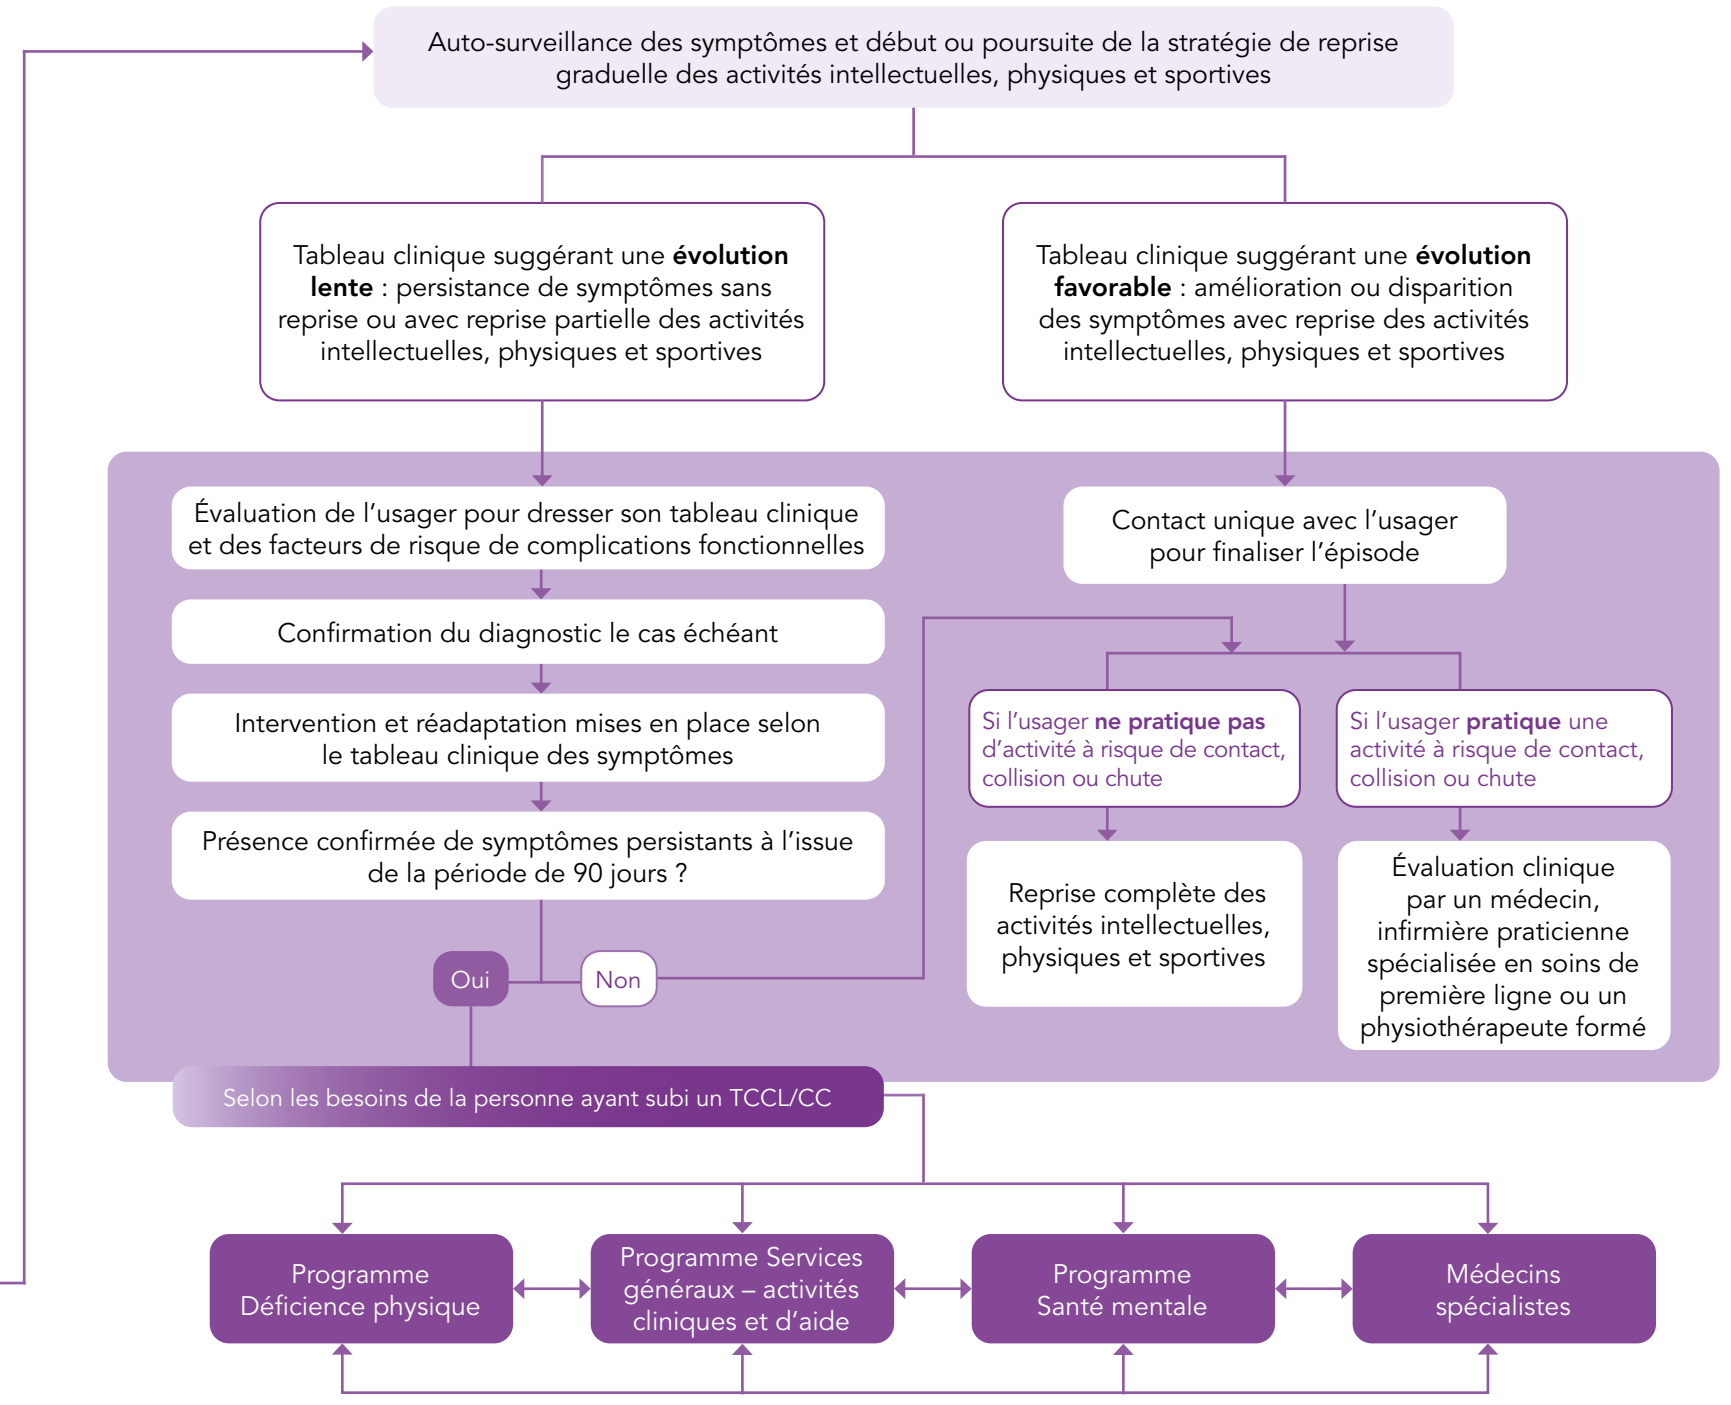 Auto-surveillance des symptômes et début ou poursuite de la stratégie de reprise
graduelle des activités intellectuelles, physiques et sportives
Tableau clinique suggérant une évolution
lente : persistance de symptômes sans
reprise ou avec reprise partielle des activités
intellectuelles, physiques et sportives
Tableau clinique suggérant une évolution
favorable : amélioration ou disparition
des symptômes avec reprise des activités
intellectuelles, physiques et sportives
Évaluation de l’usager pour dresser son tableau clinique
et des facteurs de risque de complications fonctionnelles
Confirmation du diagnostic le cas échéant
Intervention et réadaptation mises en place selon
le tableau clinique des symptômes
Présence confirmée de symptômes persistants à l’issue
de la période de 90 jours ?
Oui
Non
Contact unique avec l’usager
pour finaliser l’épisode
Si l’usager ne pratique pas
d’activité à risque de contact,
collision ou chute
Si l’usager pratique une
activité à risque de contact,
collision ou chute
Reprise complète des
activités intellectuelles,
physiques et sportives
Évaluation clinique
par un médecin,
infirmière praticienne
spécialisée en soins de
première ligne ou un
physiothérapeute formé
Selon les besoins de la personne ayant subi un TCCL/CC
Programme
Déficience physique
Programme Services
généraux – activités
cliniques et d’aide
Programme
Santé mentale
Médecins
spécialistes